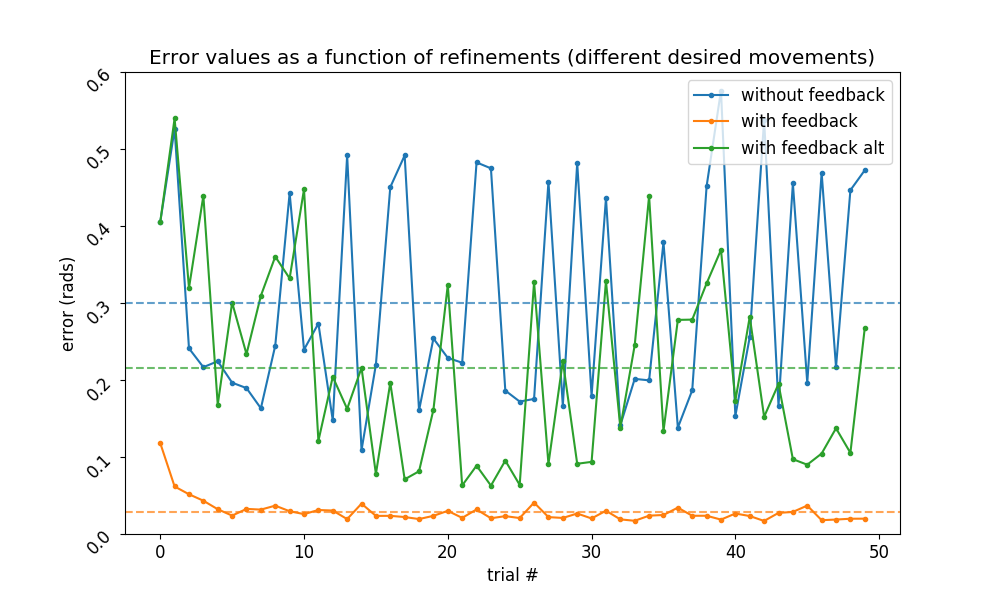 Error values as a function of refinements (different desired movements)
without feedback
with feedback
with feedback alt
error (rads)
0.6
0.5
0.4
0.3
0.2
0.1
0.0
0 10 20 30 40 50
trial #